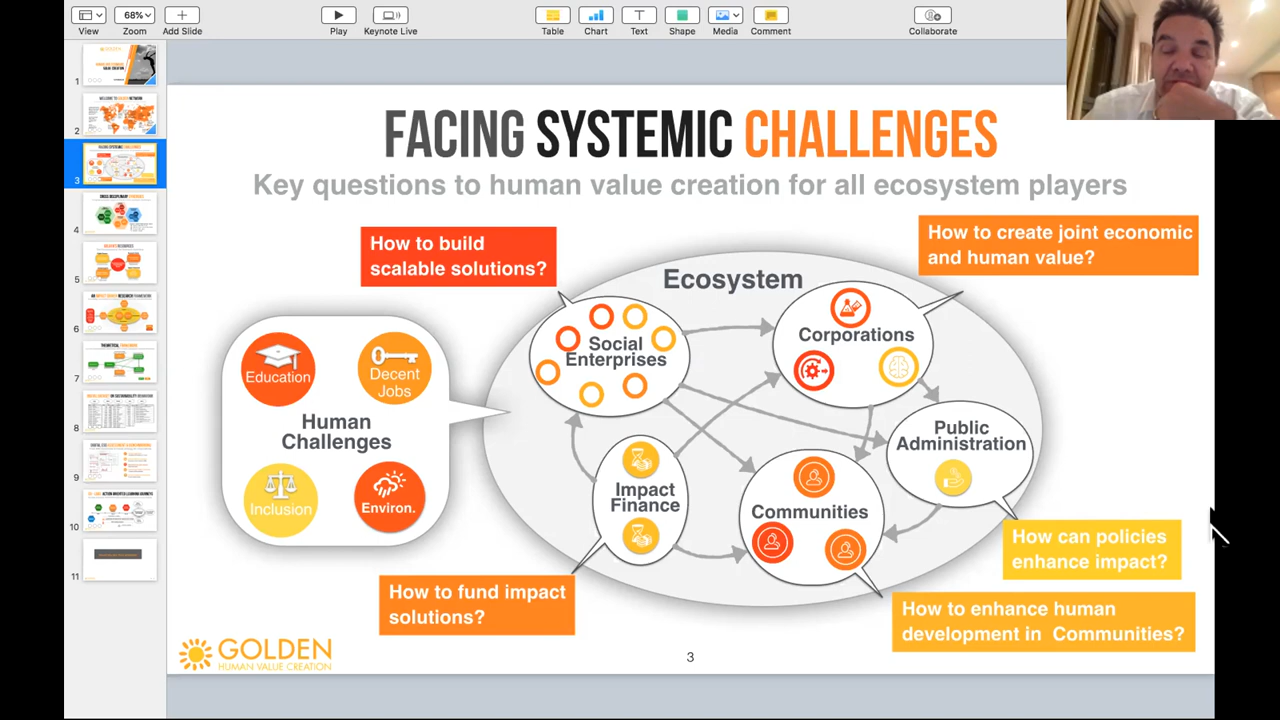 68%
View
Zoom
Add Slide
Play
Keynote Live
Table
Chart
Text
Shape
Media
Comment
Collaborate
1
2
3
4
5
6
7
8
9
10
11
FACING SYSTEMIC CHALLENGES
Key questions to human value creation for all ecosystem players
How to build
scalable solutions?
How to create joint economic
and human value?
Ecosystem
Social
Enterprises
Corporations
Education
Decent
Jobs
Human
Challenges
Inclusion
Environ.
Public
Administration
Impact
Finance
Communities
How can policies
enhance impact?
How to fund impact
solutions?
How to enhance human
development in  Communities?
GOLDEN
HUMAN VALUE CREATION
3